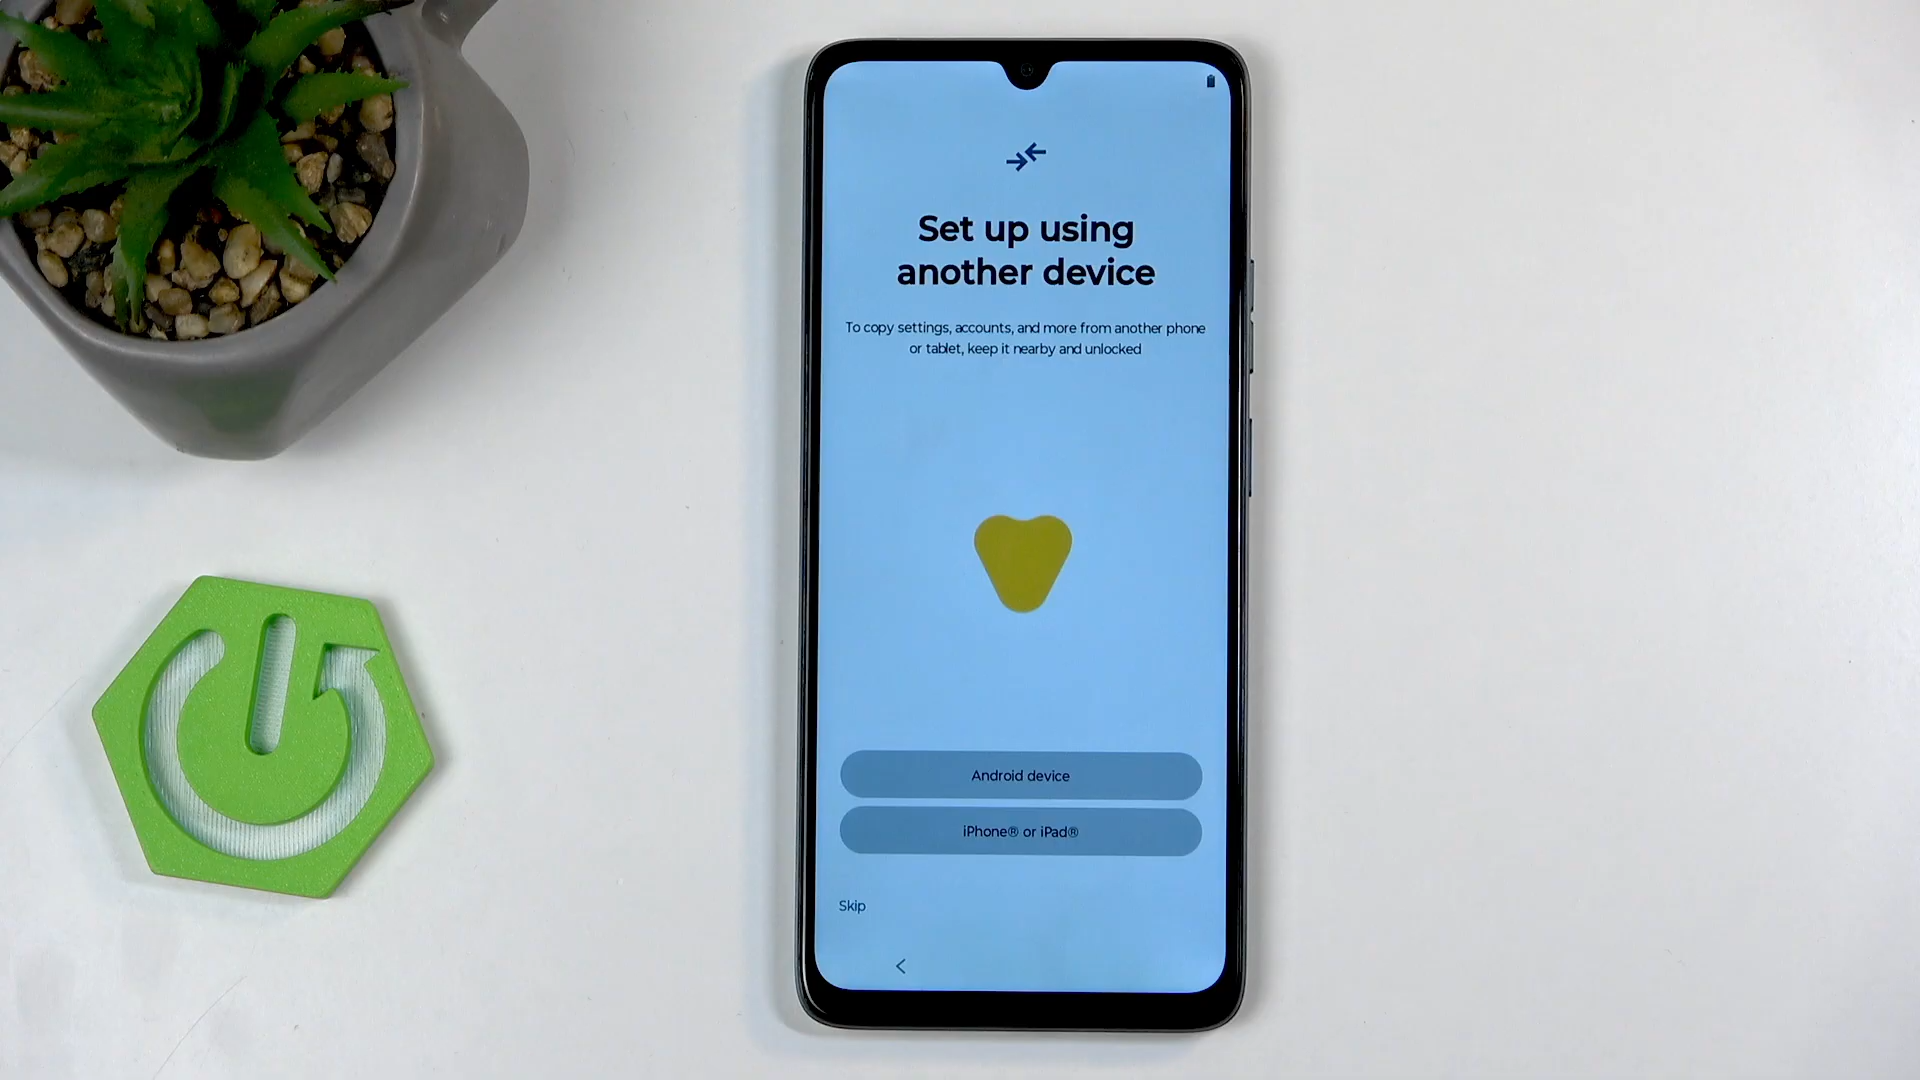 Set up using
another device
To copy settings, accounts, and more from another phone
or tablet, keep it nearby and unlocked
Android device
iPhone® or iPad®
Skip